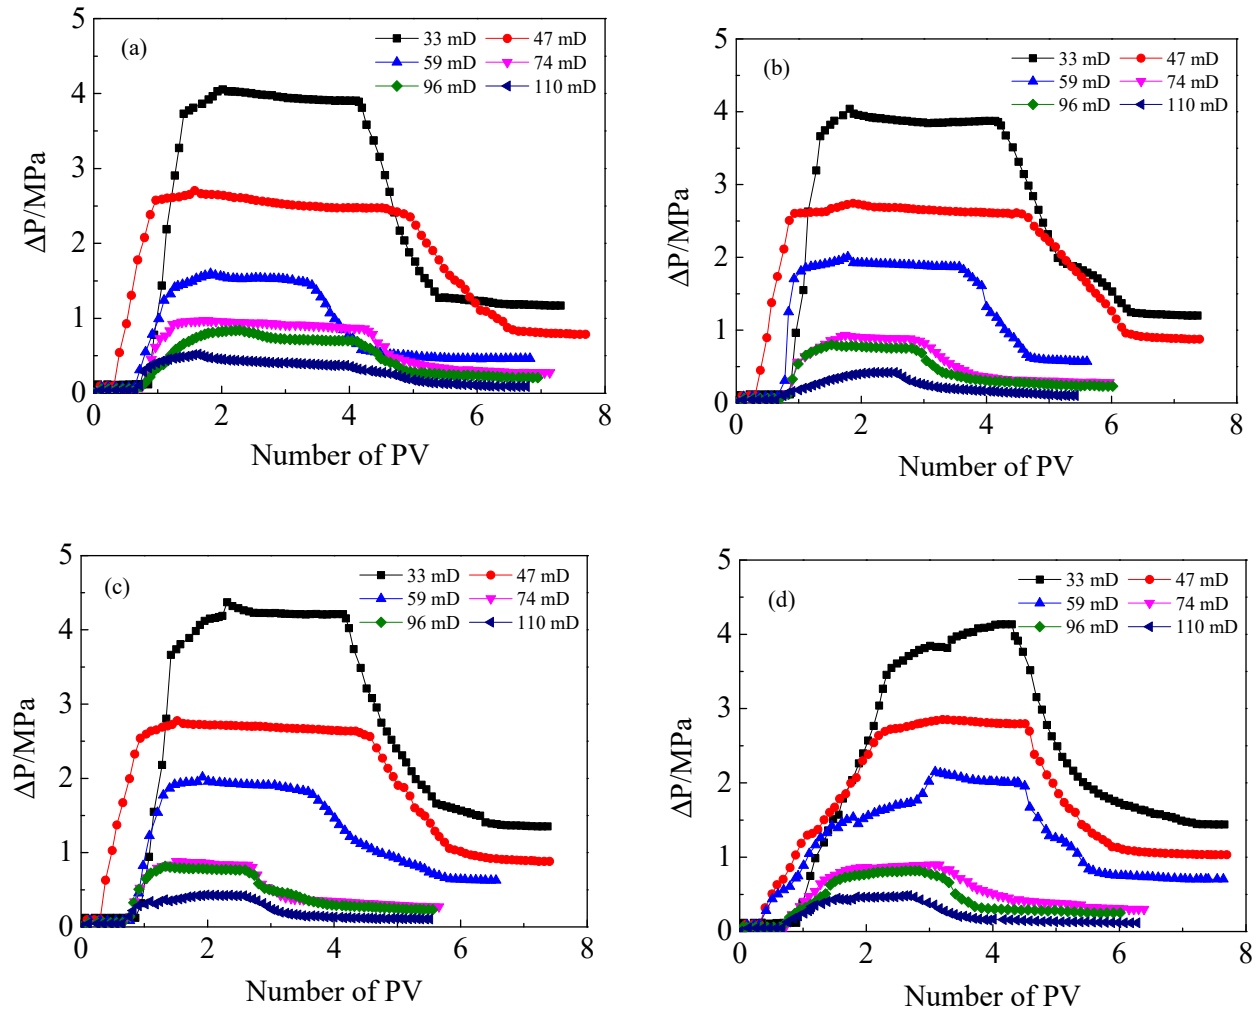 (a)
33 mD 47 mD
59 mD 74 mD
96 mD 110 mD
5
4
3
2
1
0
ΔP/MPa
0 2 4 6 8
Number of PV
(b)
33 mD 47 mD
59 mD 74 mD
96 mD 110 mD
5
4
3
2
1
0
ΔP/MPa
0 2 4 6 8
Number of PV
(c)
33 mD 47 mD
59 mD 74 mD
96 mD 110 mD
5
4
3
2
1
0
ΔP/MPa
0 2 4 6 8
Number of PV
(d)
33 mD 47 mD
59 mD 74 mD
96 mD 110 mD
5
4
3
2
1
0
ΔP/MPa
0 2 4 6 8
Number of PV